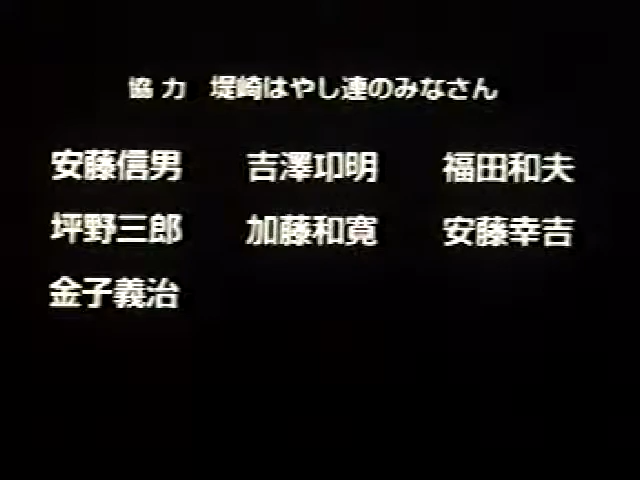 協力 堤崎はやし連のみなさん
安藤信男 吉澤卯明 福田和夫
坪野三郎 加藤和寛 安藤幸吉
金子義治